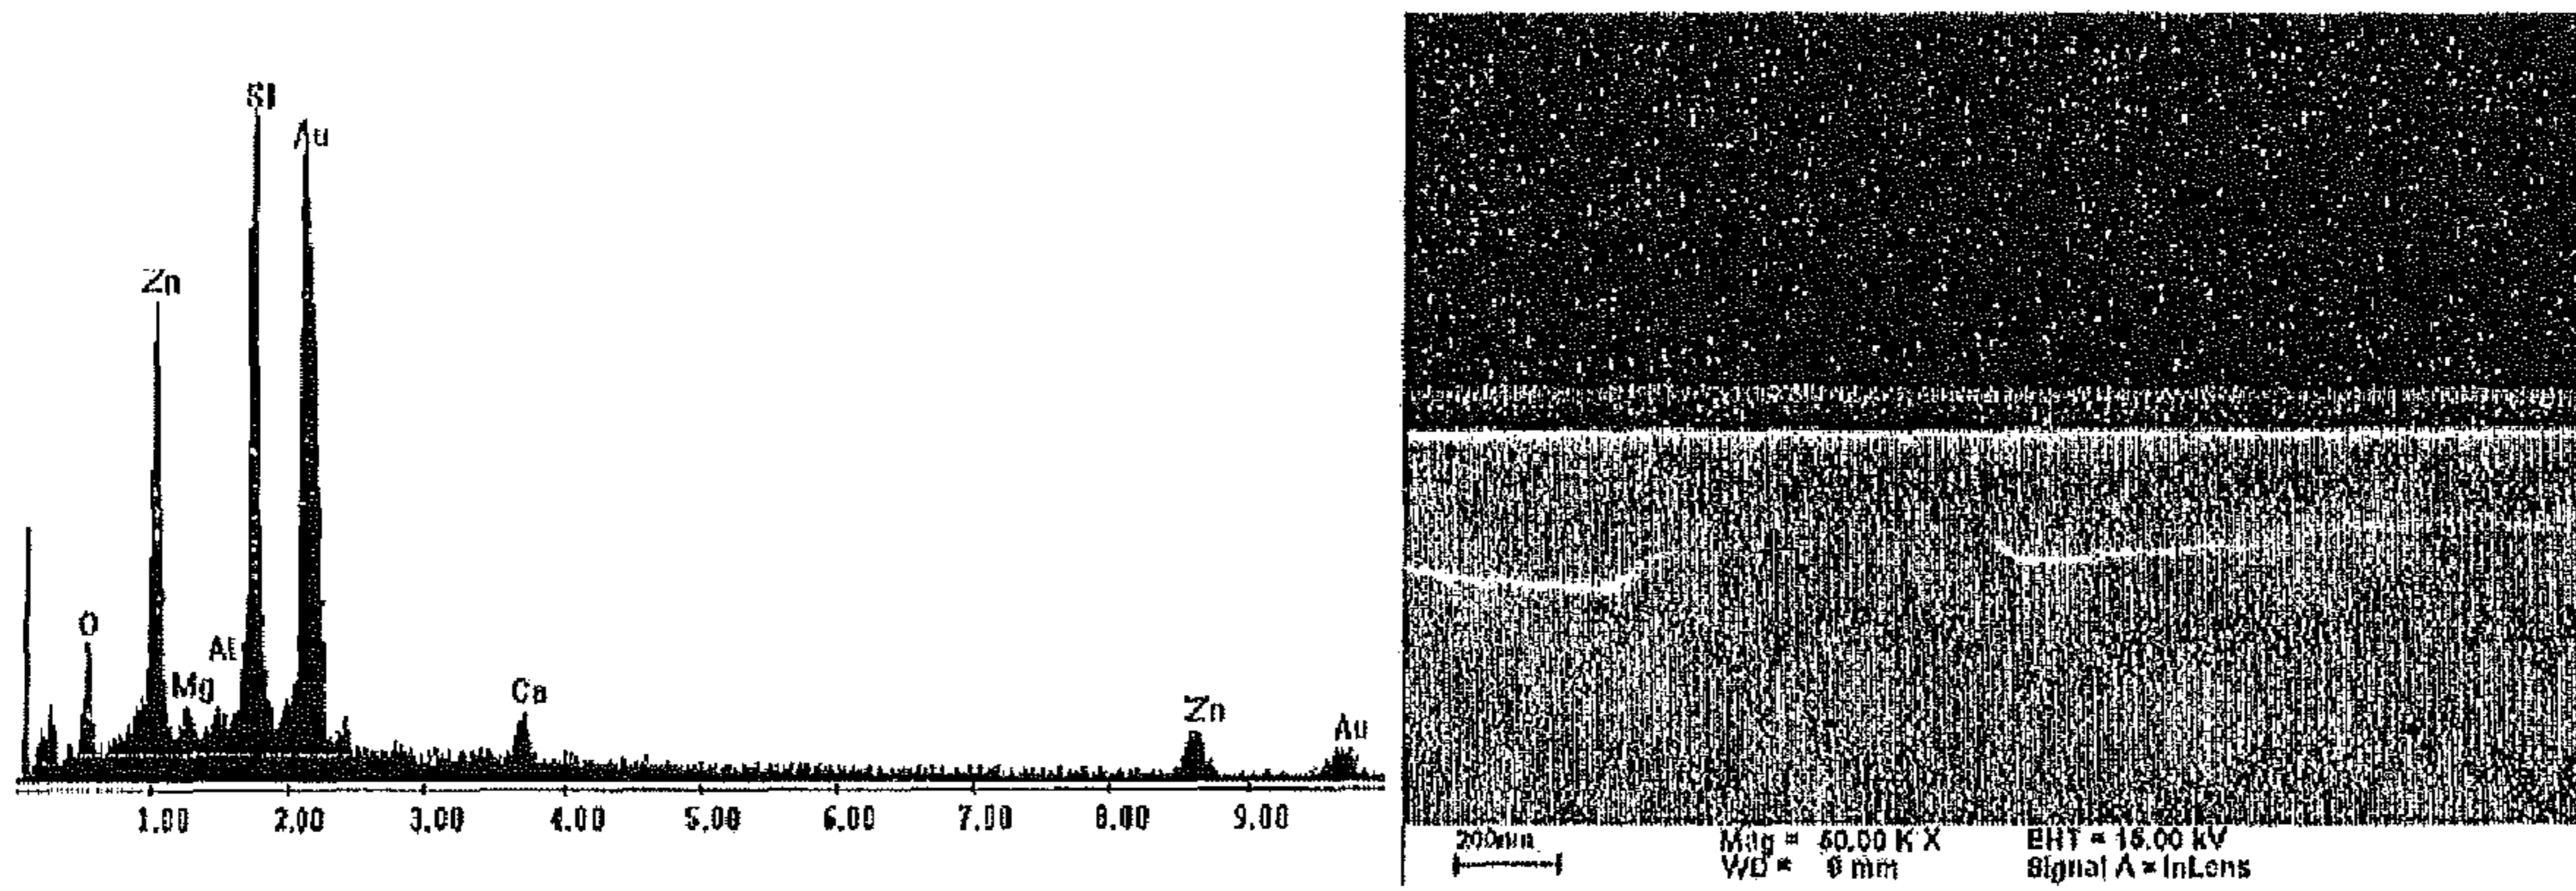 Si
Au
Zn
O
Al
Mg
Ca
Zn
Au
1.00 2.00 3.00 4.00 5.00 6.00 7.00 8.00 9.00
200nm
Mag = 50.00 K X
EHT = 15.00 kV
WD = 6 mm
Signal A = InLens